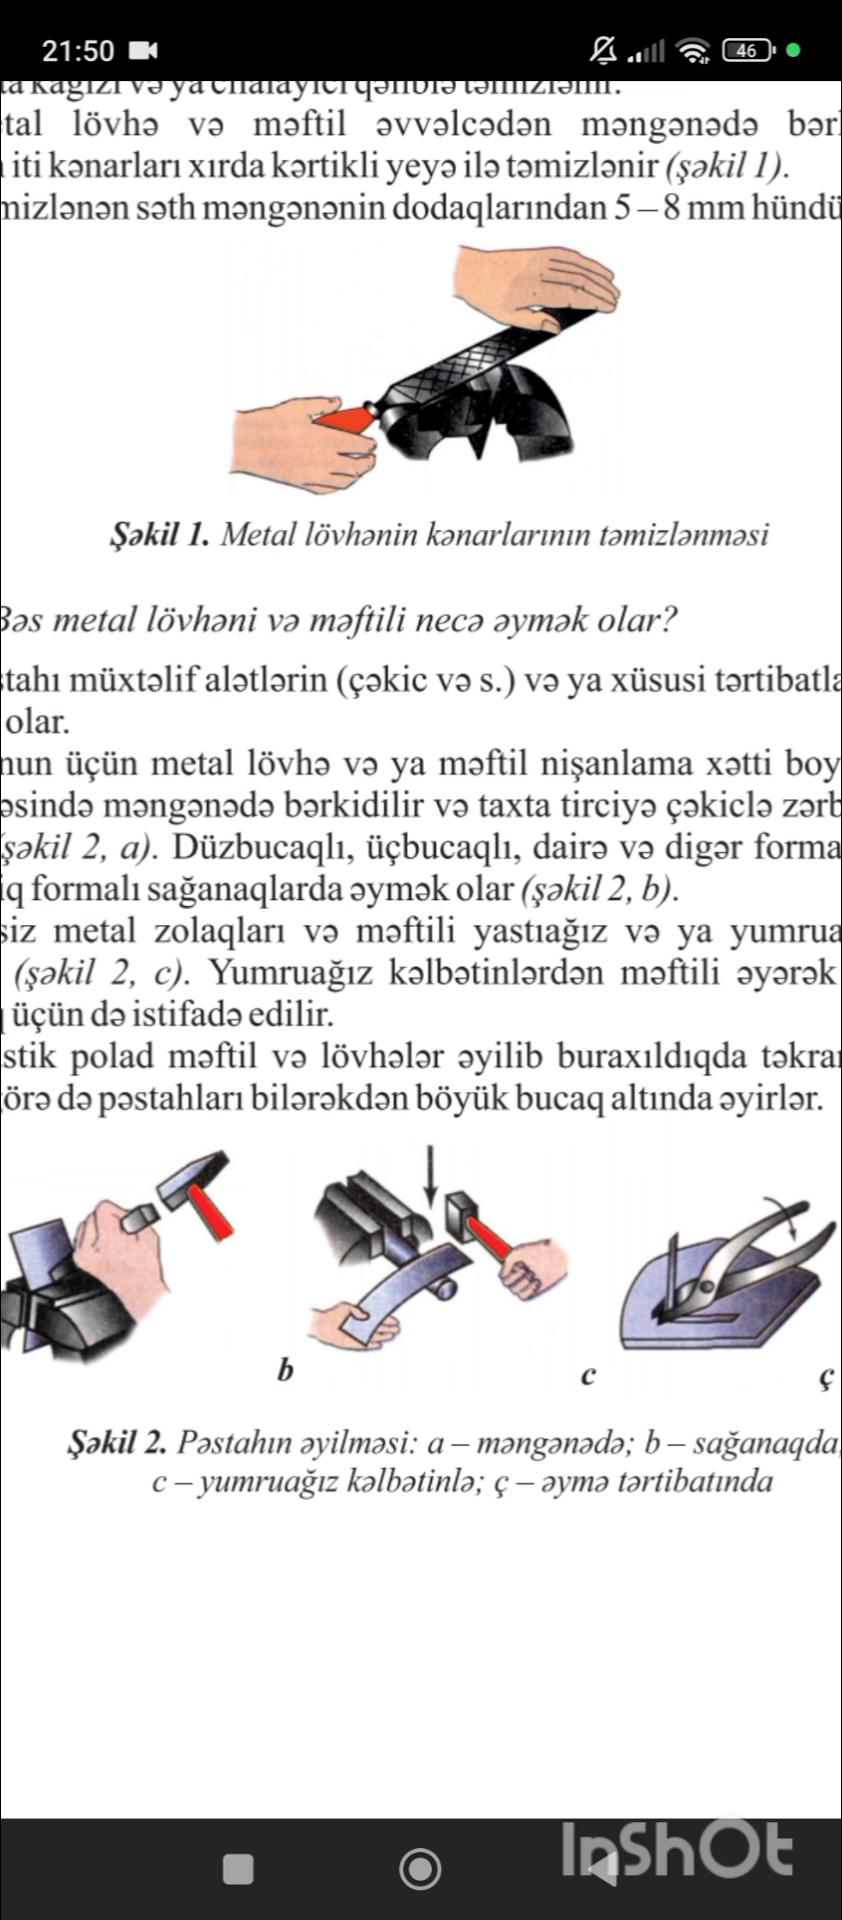 21:50
46
tal lövhə və məftil əvvəlcədən məngənədə bər
iti kənarları xırda kərtikli yeyə ilə təmizlənir (şəkil 1).
mizlənən səth məngənənin dodaqlarından 5 – 8 mm hündü
Şəkil 1. Metal lövhənin kənarlarının təmizlənməsi
Bəs metal lövhəni və məftili necə əymək olar?
stahı müxtəlif alətlərin (çəkic və s.) və ya xüsusi tərtibatla
olar.
nun üçün metal lövhə və ya məftil nişanlama xətti boy
əsində məngənədə bərkidilir və taxta tirciyə çəkiclə zərb
şəkil 2, a). Düzbucaqlı, üçbucaqlı, dairə və digər forma
iq formalı sağanaqlarda əymək olar (şəkil 2, b).
siz metal zolaqları və məftili yastıağız və ya yumrua
(şəkil 2, c). Yumruağız kəlbətinlərdən məftili əyərək
üçün də istifadə edilir.
stik polad məftil və lövhələr əyilib buraxıldıqda təkra
görə də pəstahları bilərəkdən böyük bucaq altında əyirlər.
b c ç
Şəkil 2. Pəstahın əyilməsi: a – məngənədə; b – sağanaqda,
c – yumruağız kəlbətinlə; ç – əymə tərtibatında
InShOt